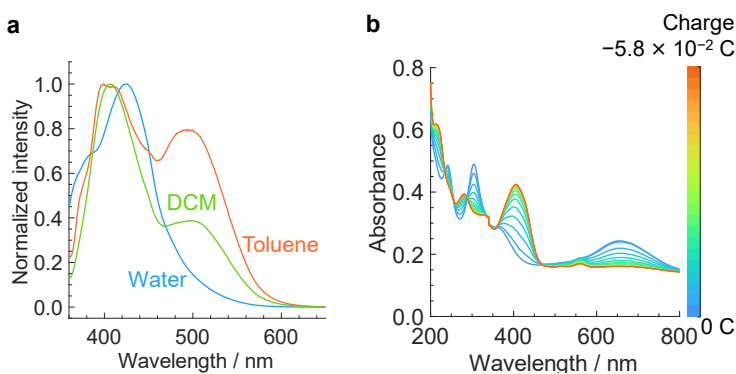 a
Normalized intensity
1.0
0.8
0.6
0.4
0.2
0.0
DCM
Toluene
Water
400
500
600
Wavelength / nm
b
Charge
−5.8 × 10⁻² C
Absorbance
0.8
0.6
0.4
0.2
0.0
0 C
200
400
600
800
Wavelength / nm